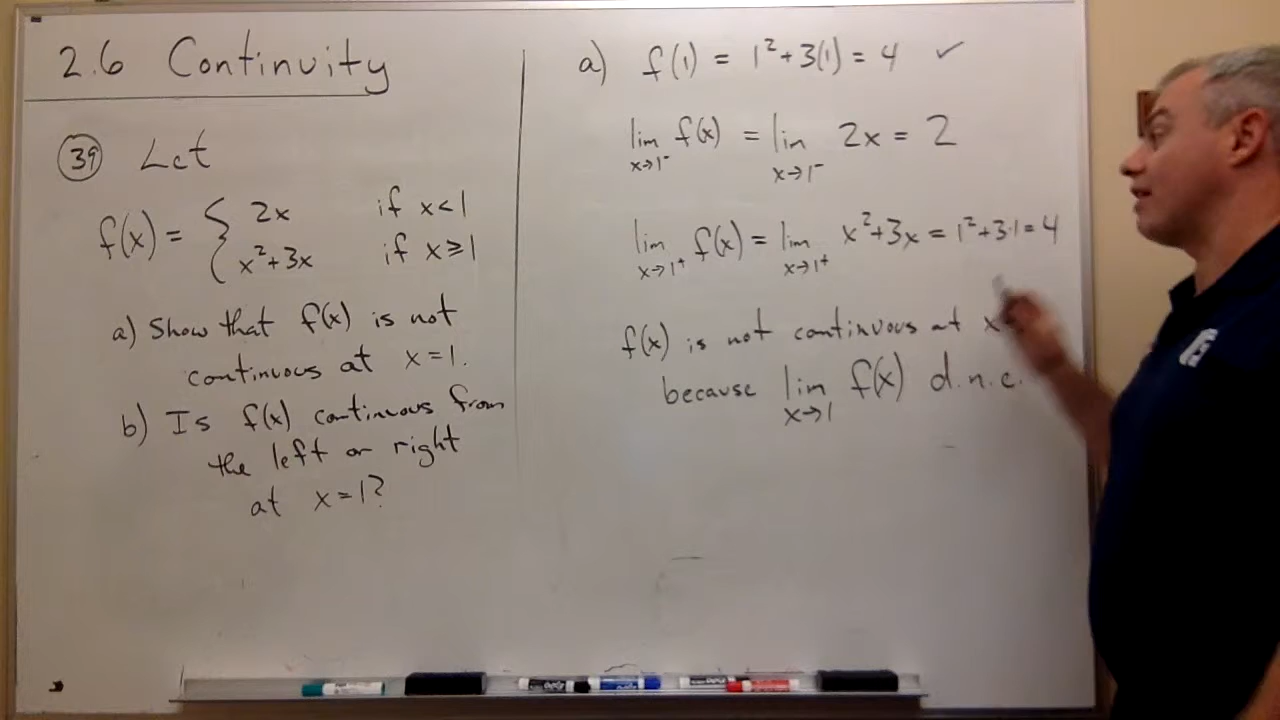 2.6 Continuity
39 Let
f(x) = { 2x if x<1
x²+3x if x≥1
a) Show that f(x) is not
continuous at x=1.
b) Is f(x) continuous from
the left or right
at x=1?
a) f(1) = 1²+3(1) = 4 ✓
lim x→1⁻ f(x) = lim x→1⁻ 2x = 2
lim x→1⁺ f(x) = lim x→1⁺ x²+3x = 1²+3·1=4
f(x) is not continuous at x
because lim x→1 f(x) d.n.e.